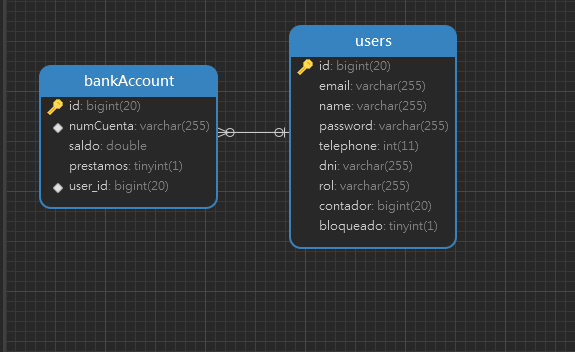 bankAccount
id: bigint(20)
numCuenta: varchar(255)
saldo: double
prestamos: tinyint(1)
user_id: bigint(20)
users
id: bigint(20)
email: varchar(255)
name: varchar(255)
password: varchar(255)
telephone: int(11)
dni: varchar(255)
rol: varchar(255)
contador: bigint(20)
bloqueado: tinyint(1)